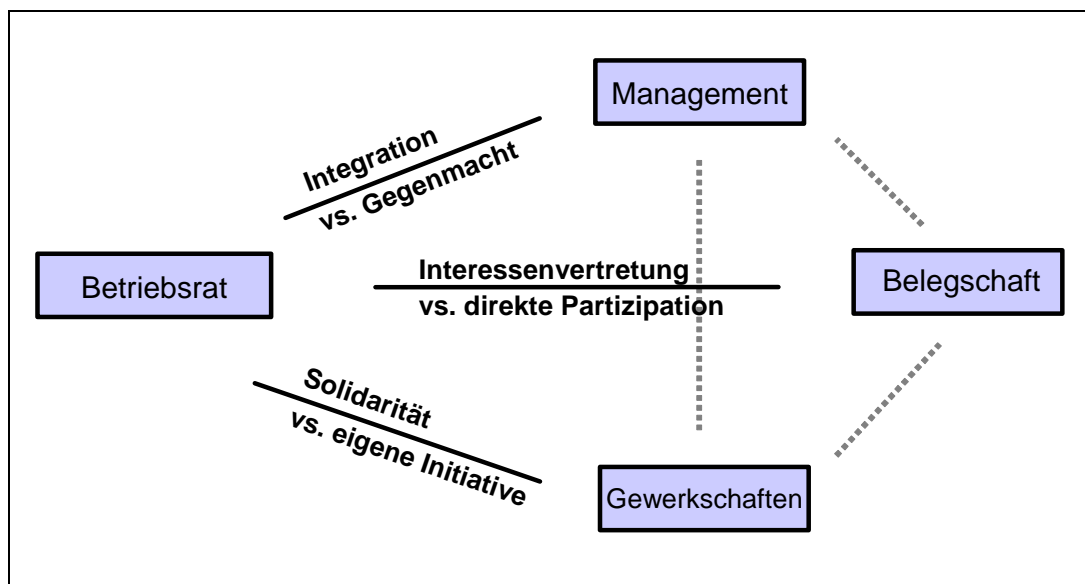 Management
Integration
vs. Gegenmacht
Betriebsrat
Interessenvertretung
vs. direkte Partizipation
Belegschaft
Solidarität
vs. eigene Initiative
Gewerkschaften